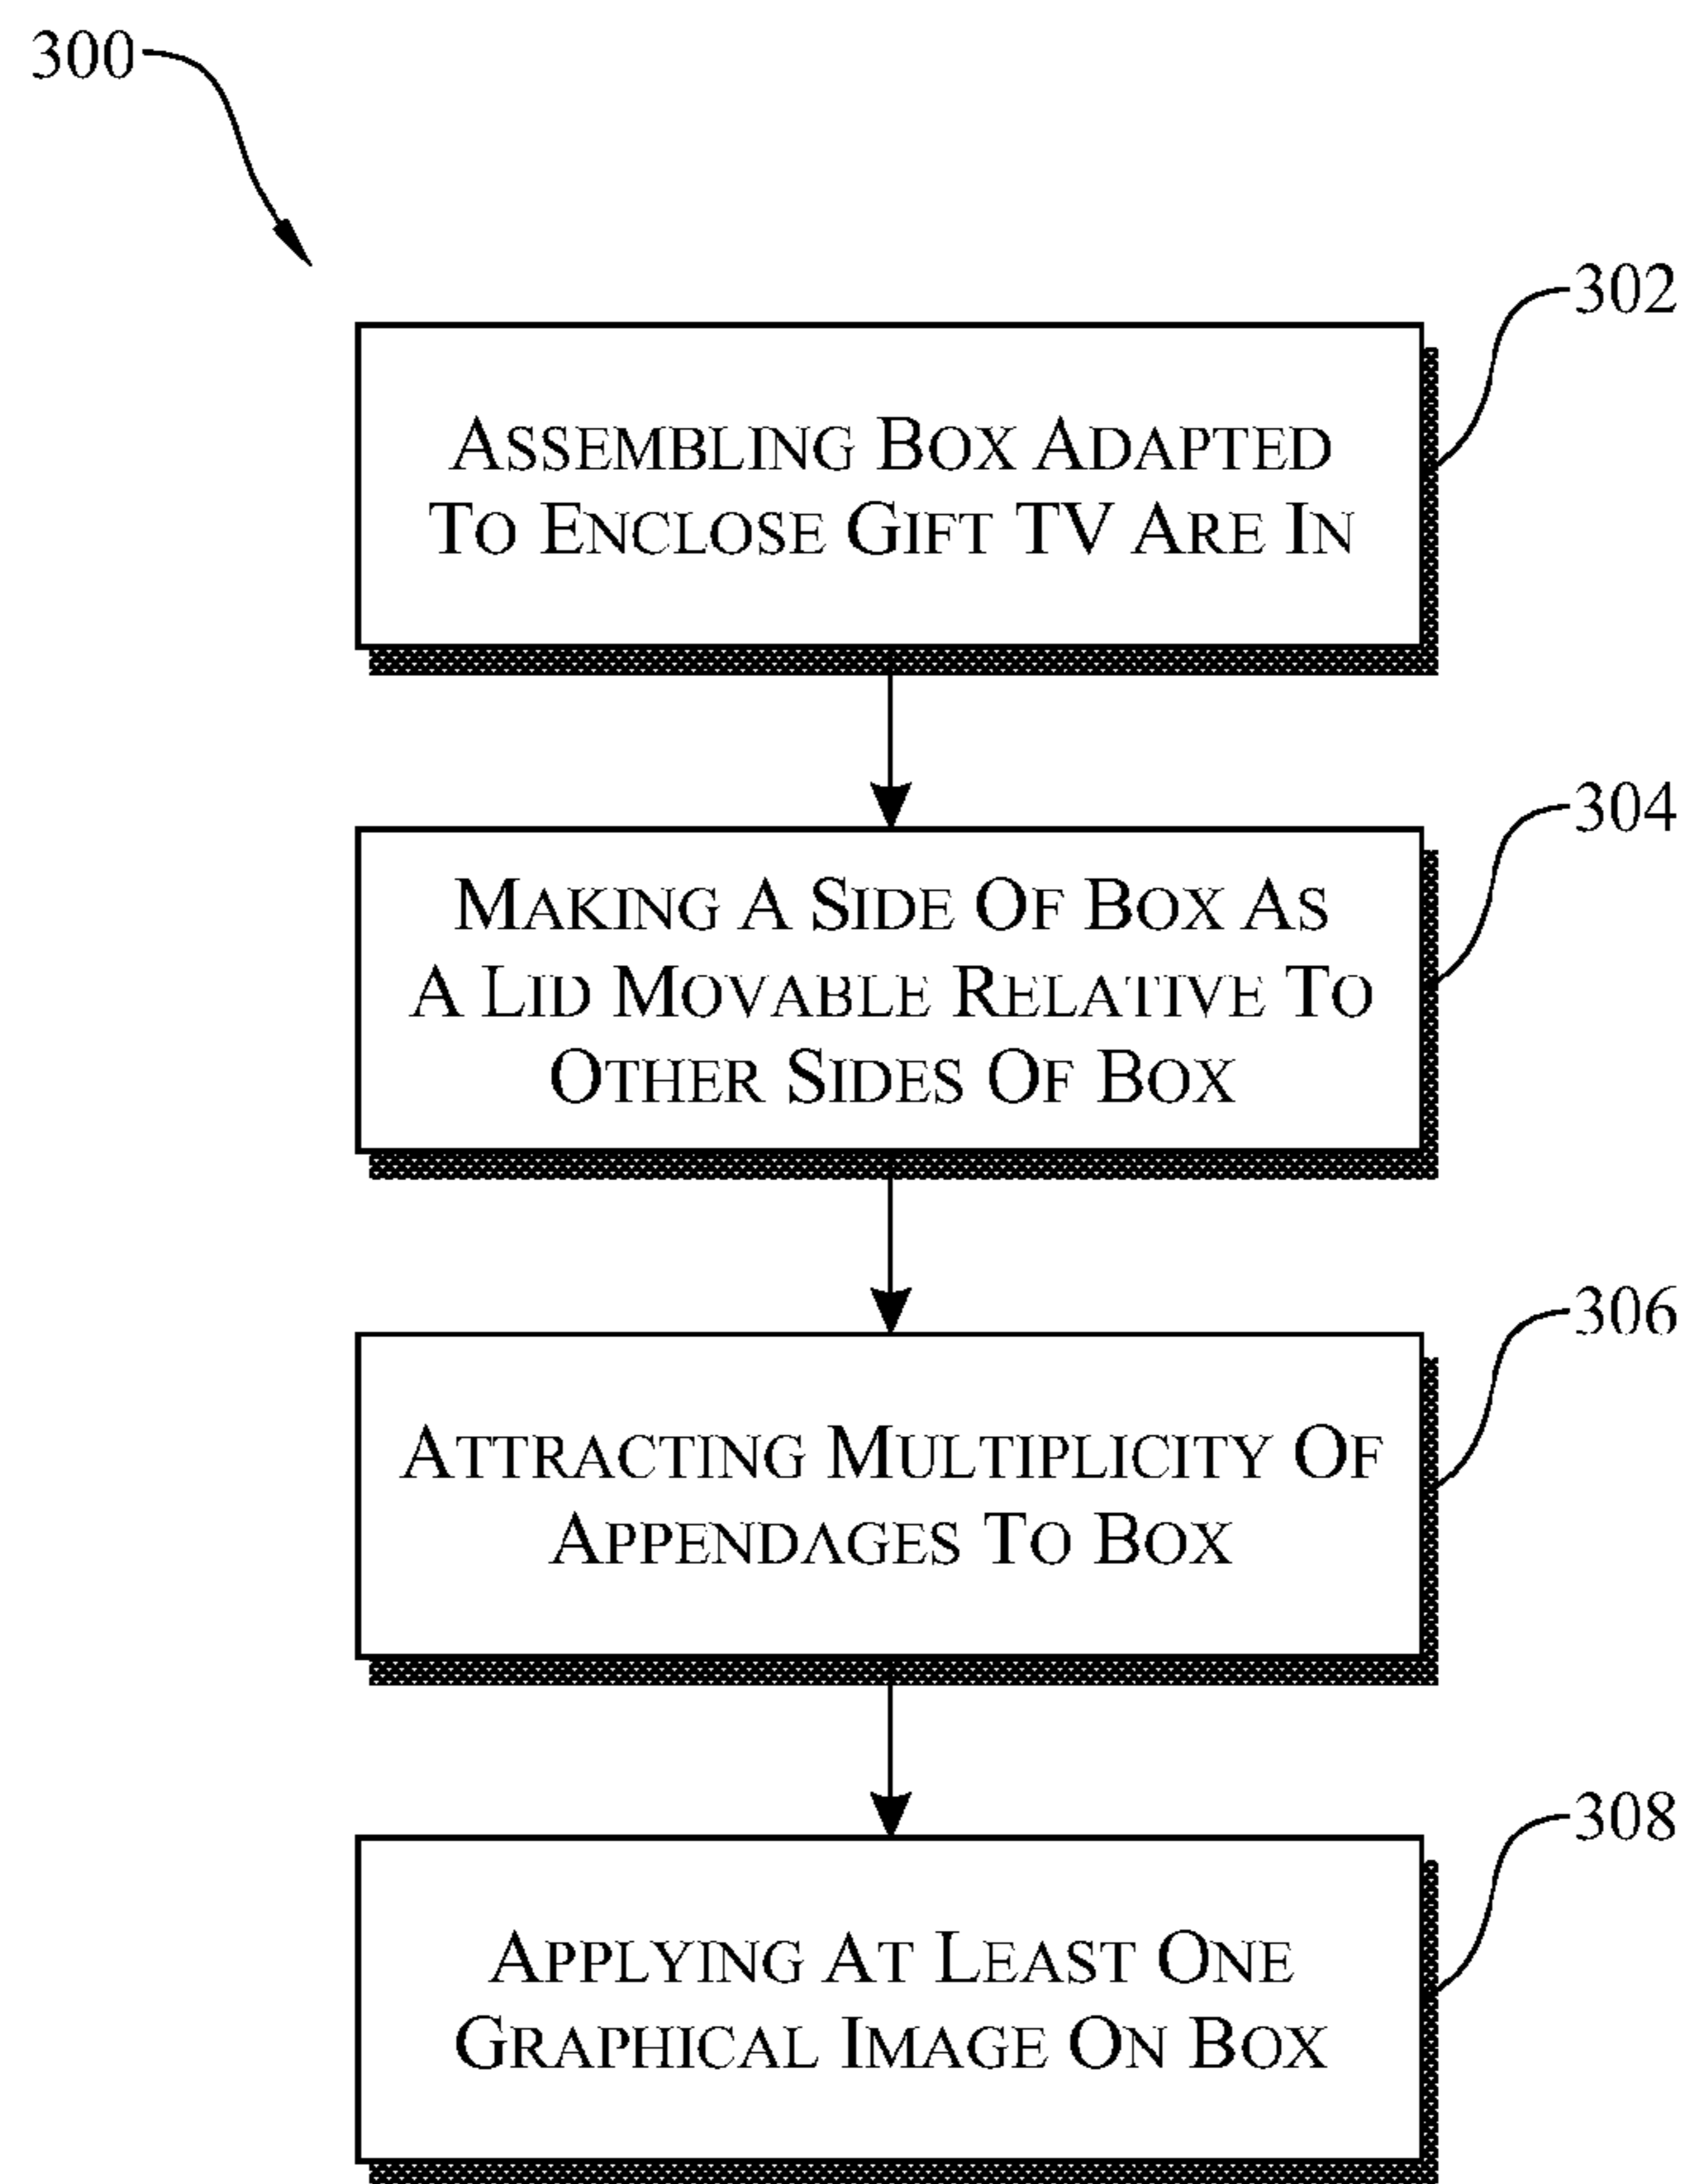 300
302
ASSEMBLING BOX ADAPTED
TO ENCLOSE GIFT TV ARE IN
304
MAKING A SIDE OF BOX AS
A LID MOVABLE RELATIVE TO
OTHER SIDES OF BOX
306
ATTRACTING MULTIPLICITY OF
APPENDAGES TO BOX
308
APPLYING AT LEAST ONE
GRAPHICAL IMAGE ON BOX